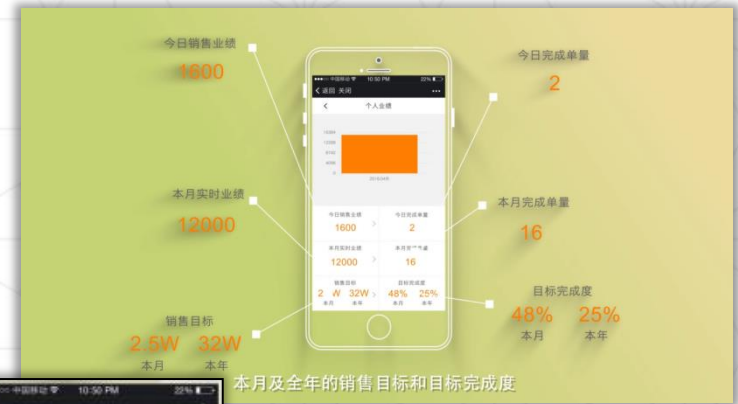 今日销售业绩
1600
今日完成单量
2
本月实时业绩
12000
本月完成单量
16
销售目标
2.5W 32W
本月 本年
目标完成度
48% 25%
本月 本年
中国移动 10:50 PM 22%
返回 关闭
个人业绩
今日销售业绩 今日完成单量
1600 2
本月实时业绩
12000 16
销售目标 目标完成度
32W 48% 25%
本月 本年 本月 本年
本月及全年的销售目标和目标完成度
中国移动 10:50 PM 22%